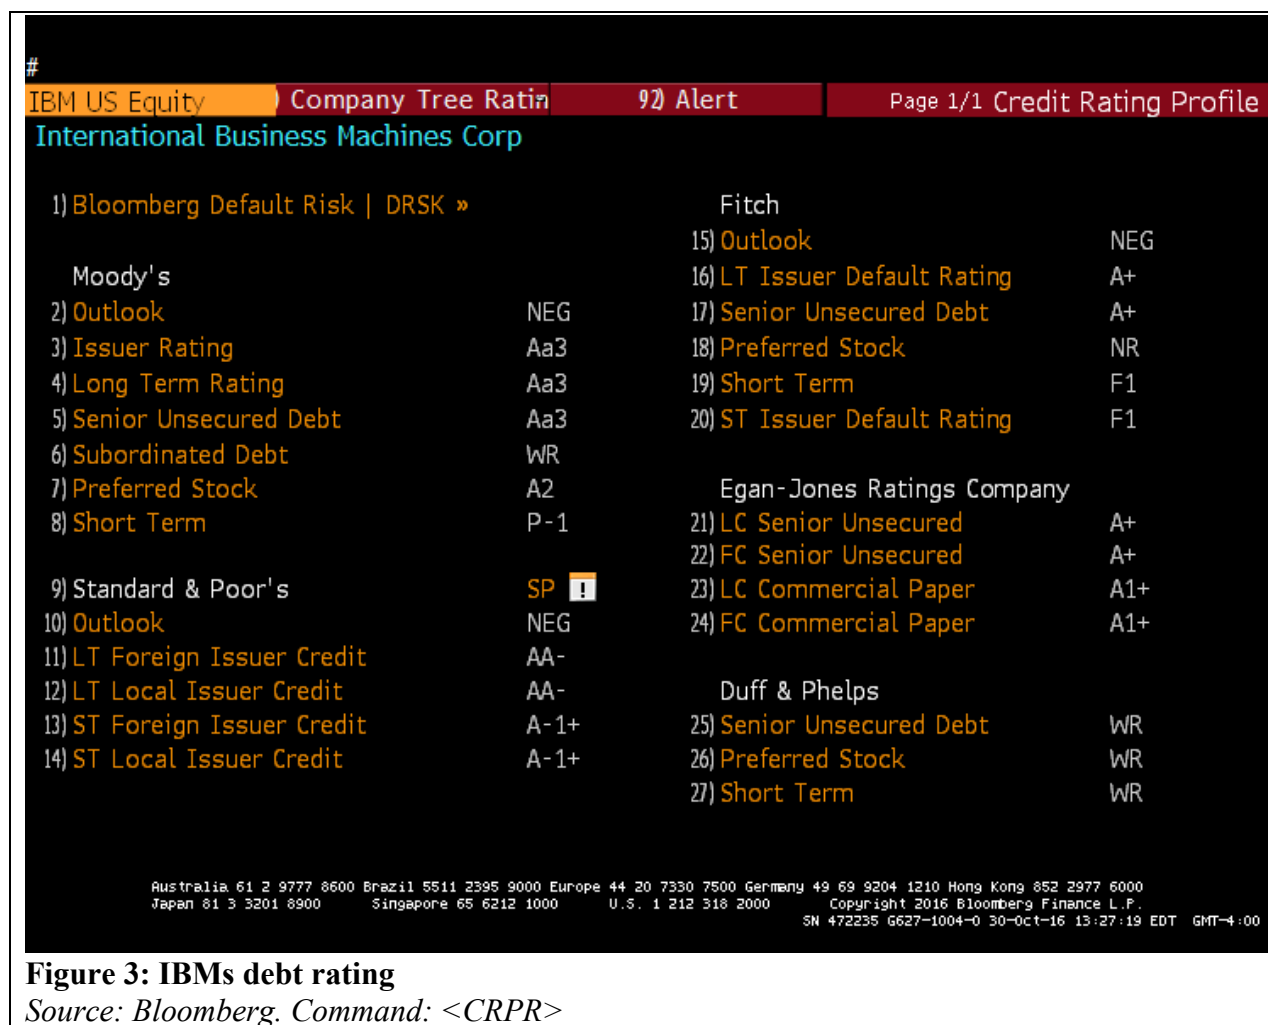 #
IBM US Equity ) Company Tree Ratin 92) Alert Page 1/1 Credit Rating Profile
International Business Machines Corp
1) Bloomberg Default Risk | DRSK »
Moody's
2) Outlook NEG
3) Issuer Rating Aa3
4) Long Term Rating Aa3
5) Senior Unsecured Debt Aa3
6) Subordinated Debt WR
7) Preferred Stock A2
8) Short Term P-1
9) Standard & Poor's SP !
10) Outlook NEG
11) LT Foreign Issuer Credit AA-
12) LT Local Issuer Credit AA-
13) ST Foreign Issuer Credit A-1+
14) ST Local Issuer Credit A-1+
Fitch
15) Outlook NEG
16) LT Issuer Default Rating A+
17) Senior Unsecured Debt A+
18) Preferred Stock NR
19) Short Term F1
20) ST Issuer Default Rating F1
Egan-Jones Ratings Company
21) LC Senior Unsecured A+
22) FC Senior Unsecured A+
23) LC Commercial Paper A1+
24) FC Commercial Paper A1+
Duff & Phelps
25) Senior Unsecured Debt WR
26) Preferred Stock WR
27) Short Term WR
Australia 61 2 9777 8600 Brazil 5511 2395 9000 Europe 44 20 7330 7500 Germany 49 69 9204 1210 Hong Kong 852 2977 6000
Japan 81 3 3201 8900 Singapore 65 6212 1000 U.S. 1 212 318 2000 Copyright 2016 Bloomberg Finance L.P.
SN 472235 G627-1004-0 30-Oct-16 13:27:19 EDT GMT-4:00
Figure 3: IBMs debt rating
Source: Bloomberg. Command: <CRPR>